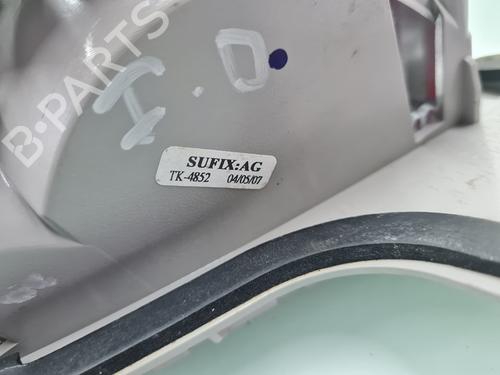 B-PARTS
I.D
SUFIX:AG
TK-4852 04/05/07